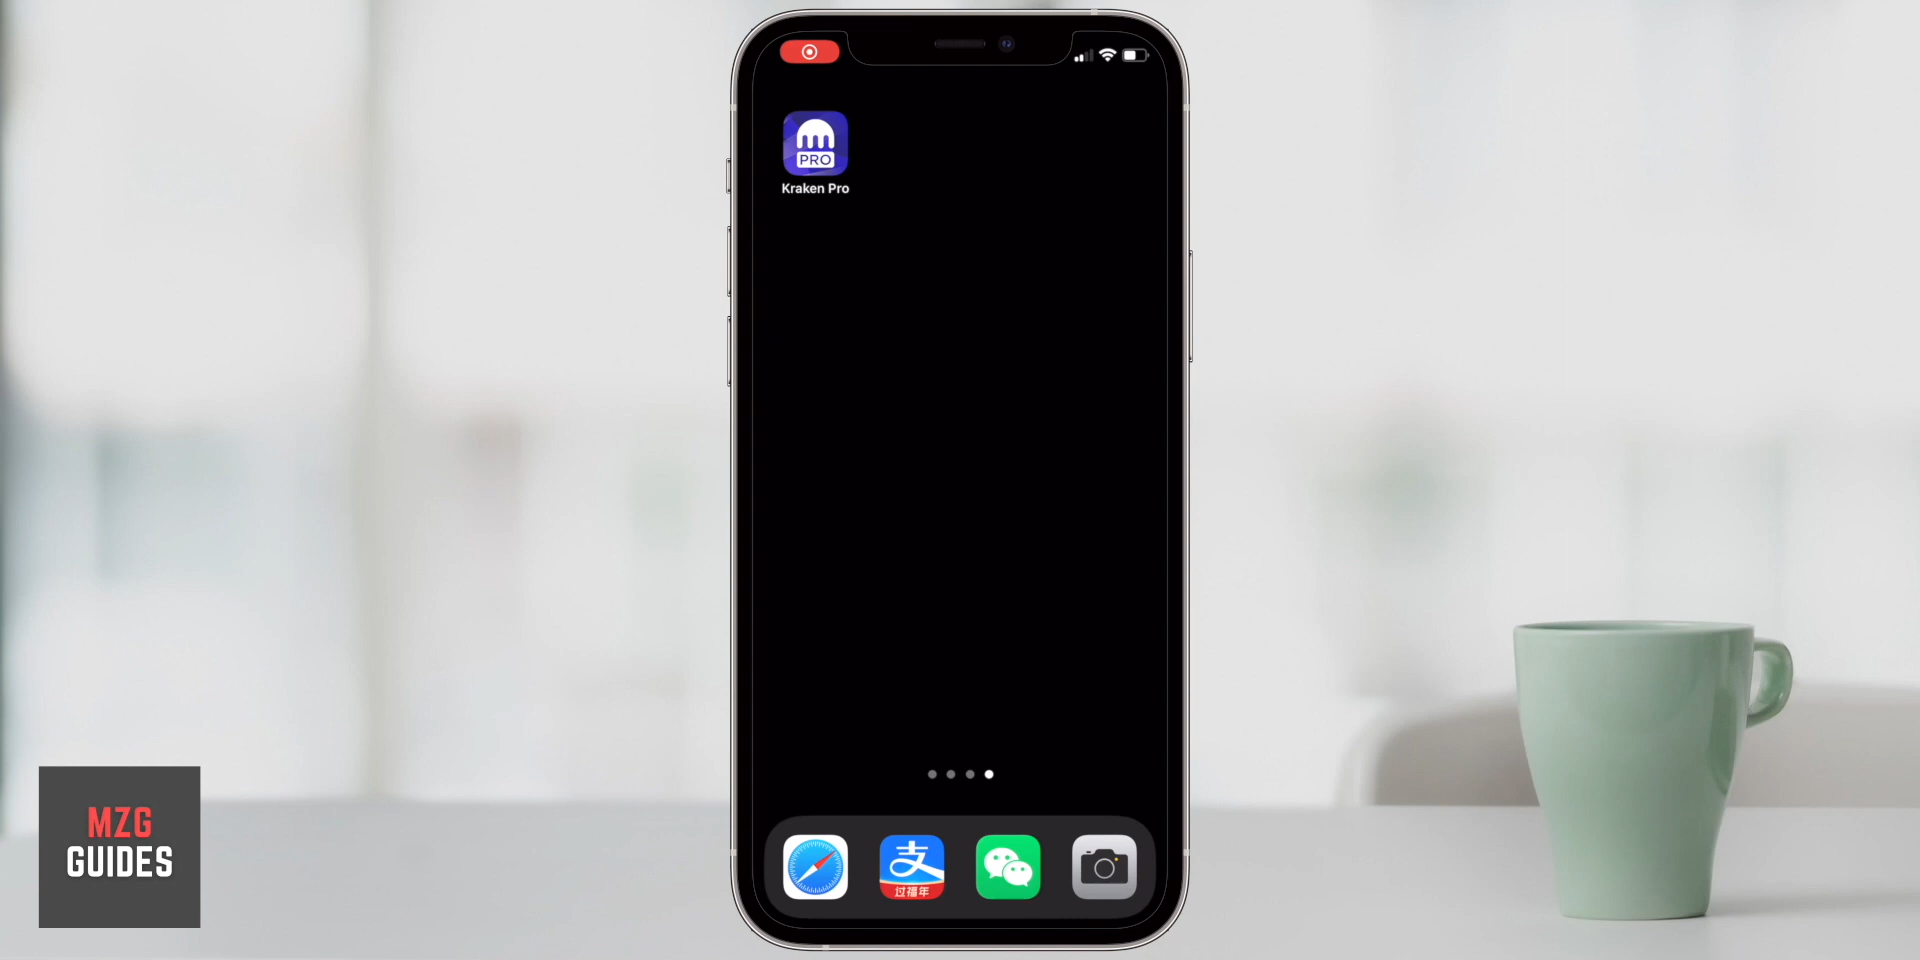 PRO
Kraken Pro
支
过福年
MZG
GUIDES